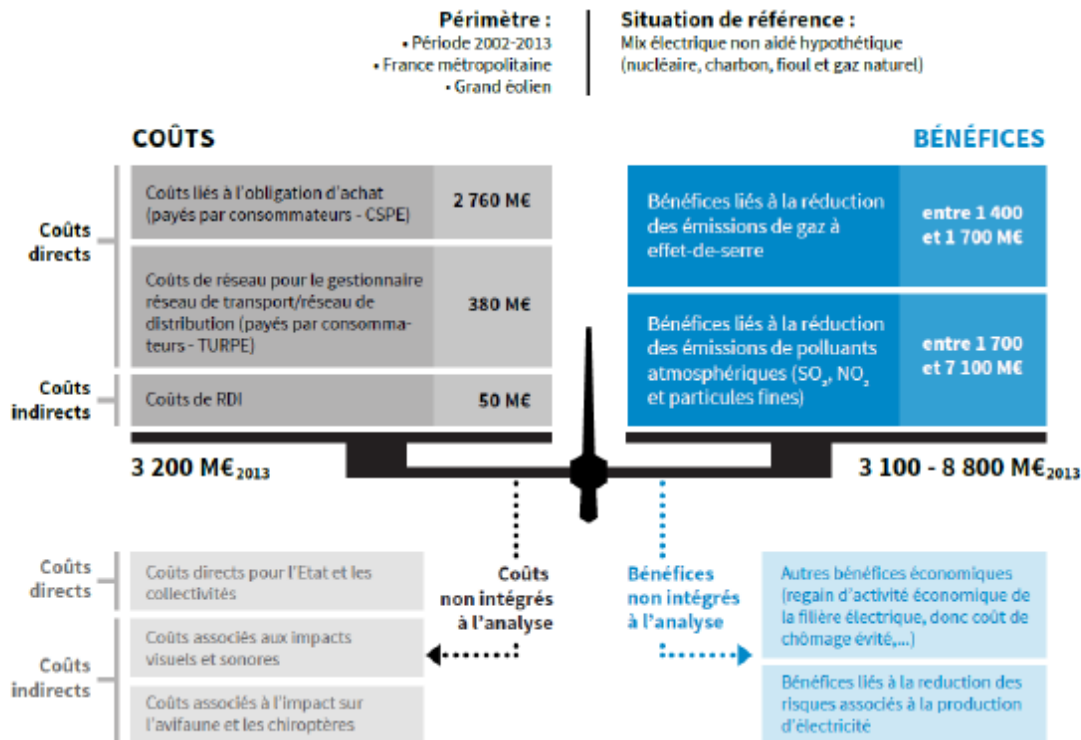 Périmètre :
• Période 2002-2013
• France métropolitaine
• Grand éolien
Situation de référence :
Mix électrique non aidé hypothétique
(nucléaire, charbon, fioul et gaz naturel)
COÛTS
BÉNÉFICES
Coûts
directs
Coûts liés à l'obligation d'achat
(payés par consommateurs - CSPE)
2 760 M€
Coûts de réseau pour le gestionnaire
réseau de transport/réseau de
distribution (payés par consomma-
teurs - TURPE)
380 M€
Coûts
indirects
Coûts de RDI
50 M€
Bénéfices liés à la réduction
des émissions de gaz à
effet-de-serre
entre 1 400
et 1 700 M€
Bénéfices liés à la réduction
des émissions de polluants
atmosphériques (SO₂, NO₂
et particules fines)
entre 1 700
et 7 100 M€
3 200 M€2013
3 100 - 8 800 M€2013
Coûts
directs
Coûts directs pour l'Etat et les
collectivités
Coûts
indirects
Coûts associés aux impacts
visuels et sonores
Coûts associés à l'impact sur
l'avifaune et les chiroptères
Coûts
non intégrés
à l'analyse
Bénéfices
non intégrés
à l'analyse
Autres bénéfices économiques
(regain d'activité économique de
la filière électrique, donc coût de
chômage évité,...)
Bénéfices liés à la reduction des
risques associés à la production
d'électricité